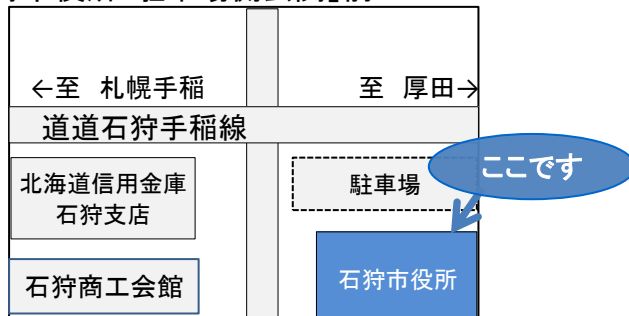 ←至 札幌手稲
至 厚田→
道道石狩手稲線
北海道信用金庫
石狩支店
駐車場
ここです
石狩商工会館
石狩市役所